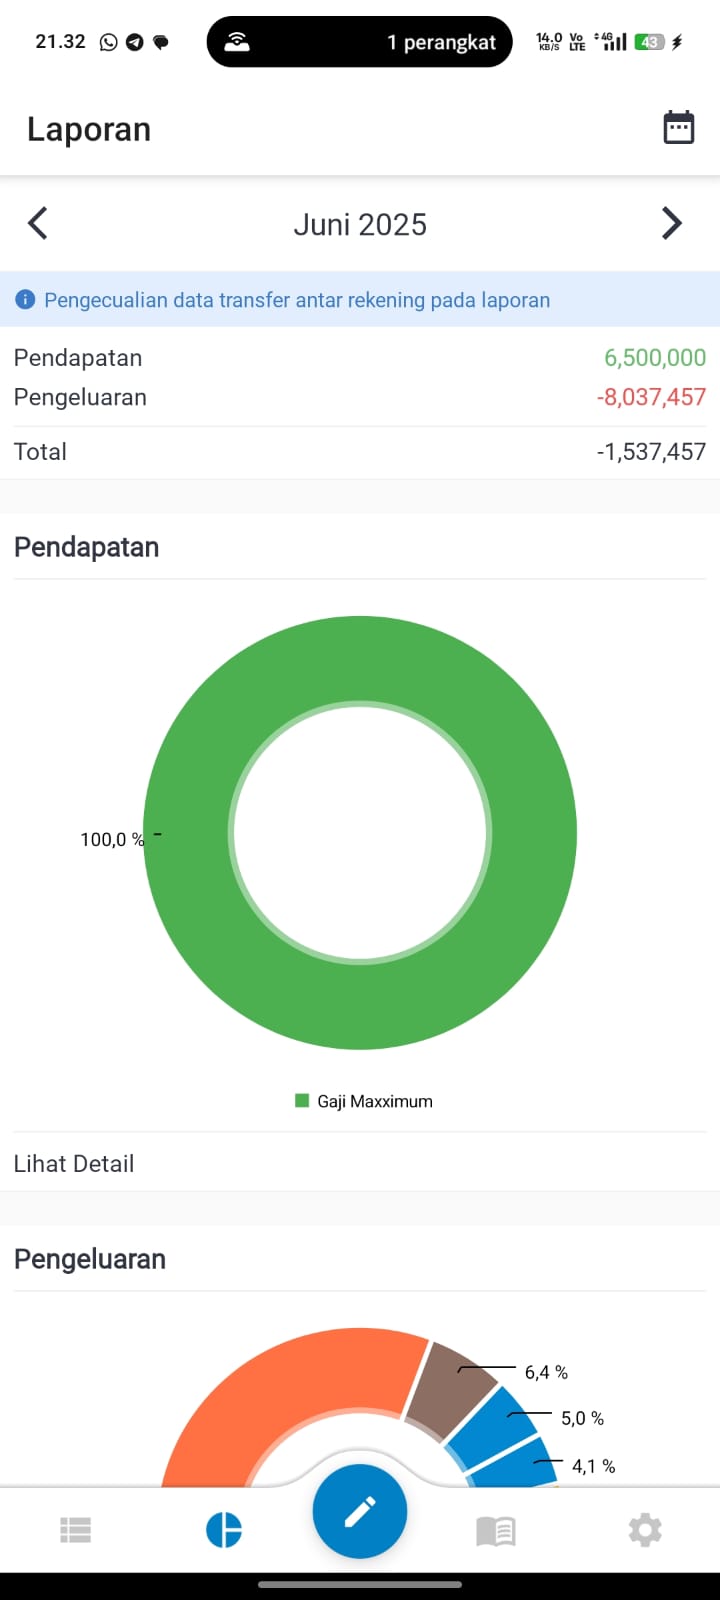 21.32
1 perangkat
14.0 KB/S
Vo LTE
4G
43
Laporan
Juni 2025
Pengecualian data transfer antar rekening pada laporan
Pendapatan 6,500,000
Pengeluaran -8,037,457
Total -1,537,457
Pendapatan
100,0 %
Gaji Maxximum
Lihat Detail
Pengeluaran
6,4 %
5,0 %
4,1 %